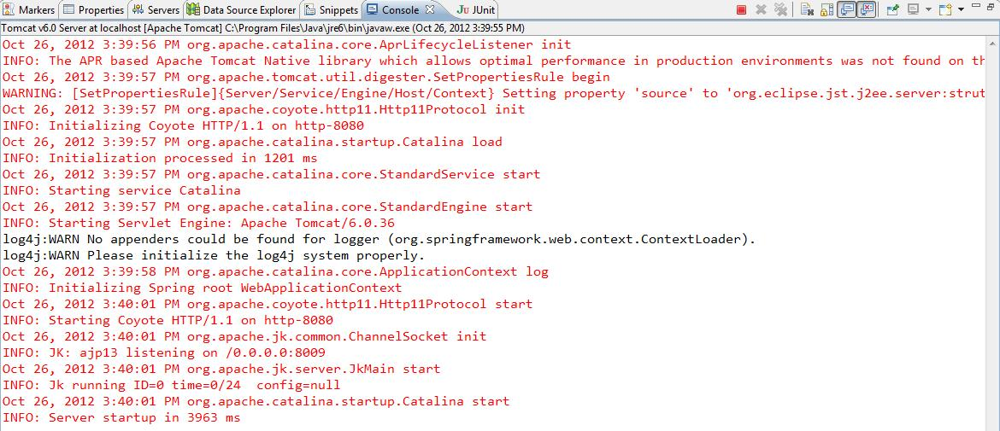 Markers Properties Servers Data Source Explorer Snippets Console JUnit
Tomcat v6.0 Server at localhost [Apache Tomcat] C:\Program Files\Java\jre6\bin\javaw.exe (Oct 26, 2012 3:39:55 PM)
Oct 26, 2012 3:39:56 PM org.apache.catalina.core.AprLifecycleListener init
INFO: The APR based Apache Tomcat Native library which allows optimal performance in production environments was not found on th
Oct 26, 2012 3:39:57 PM org.apache.tomcat.util.digester.SetPropertiesRule begin
WARNING: [SetPropertiesRule]{Server/Service/Engine/Host/Context} Setting property 'source' to 'org.eclipse.jst.j2ee.server:strut
Oct 26, 2012 3:39:57 PM org.apache.coyote.http11.Http11Protocol init
INFO: Initializing Coyote HTTP/1.1 on http-8080
Oct 26, 2012 3:39:57 PM org.apache.catalina.startup.Catalina load
INFO: Initialization processed in 1201 ms
Oct 26, 2012 3:39:57 PM org.apache.catalina.core.StandardService start
INFO: Starting service Catalina
Oct 26, 2012 3:39:57 PM org.apache.catalina.core.StandardEngine start
INFO: Starting Servlet Engine: Apache Tomcat/6.0.36
log4j:WARN No appenders could be found for logger (org.springframework.web.context.ContextLoader).
log4j:WARN Please initialize the log4j system properly.
Oct 26, 2012 3:39:58 PM org.apache.catalina.core.ApplicationContext log
INFO: Initializing Spring root WebApplicationContext
Oct 26, 2012 3:40:01 PM org.apache.coyote.http11.Http11Protocol start
INFO: Starting Coyote HTTP/1.1 on http-8080
Oct 26, 2012 3:40:01 PM org.apache.jk.common.ChannelSocket init
INFO: JK: ajp13 listening on /0.0.0.0:8009
Oct 26, 2012 3:40:01 PM org.apache.jk.server.JkMain start
INFO: Jk running ID=0 time=0/24  config=null
Oct 26, 2012 3:40:01 PM org.apache.catalina.startup.Catalina start
INFO: Server startup in 3963 ms